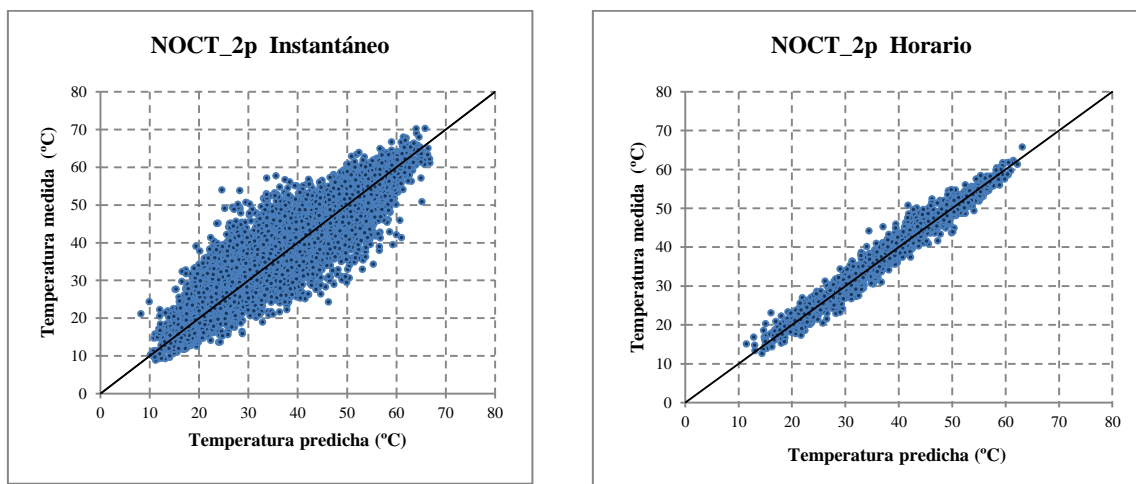 NOCT_2p Instantáneo
80
70
60
50
40
30
20
10
0
Temperatura medida (ºC)
0 10 20 30 40 50 60 70 80
Temperatura predicha (ºC)
NOCT_2p Horario
80
70
60
50
40
30
20
10
0
Temperatura medida (ºC)
0 10 20 30 40 50 60 70 80
Temperatura predicha (ºC)